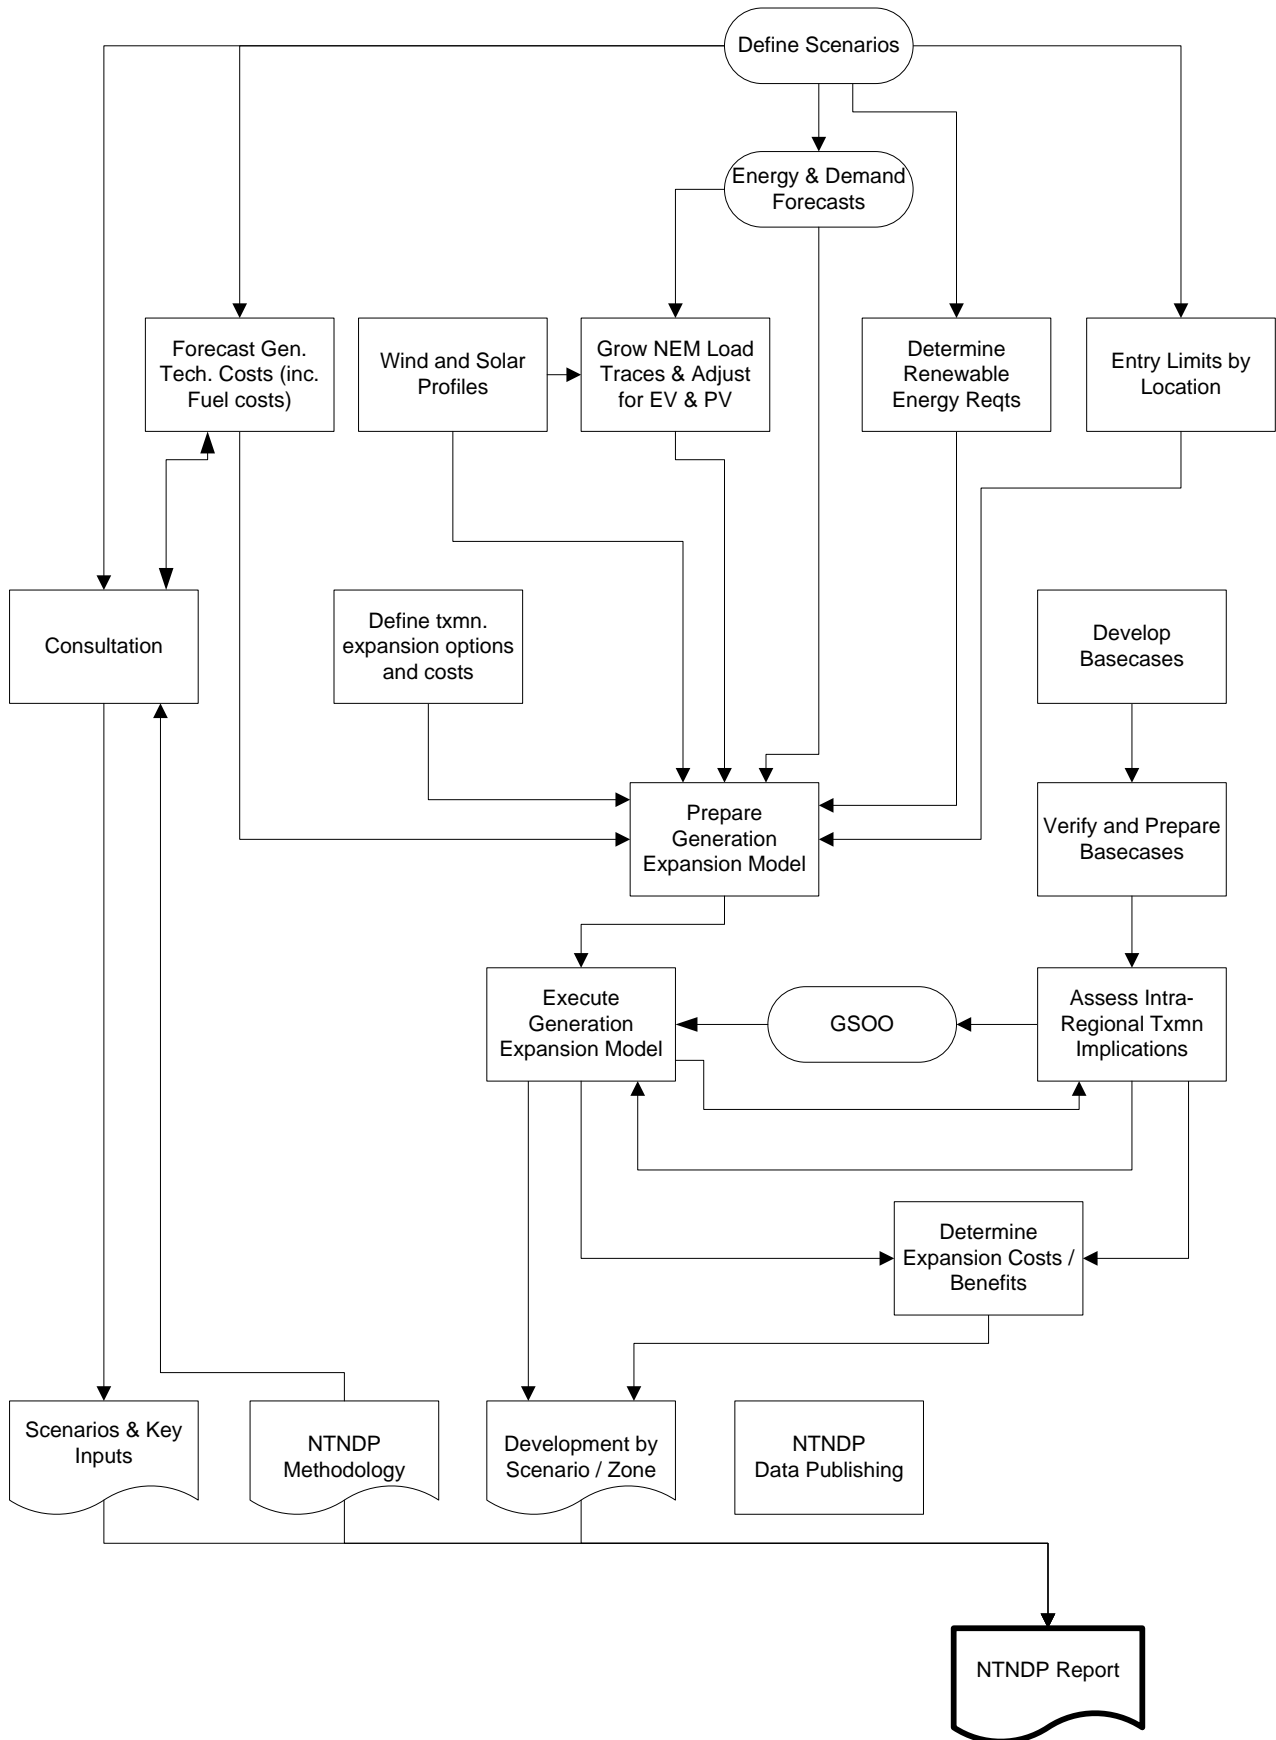 Define Scenarios
Energy & Demand
Forecasts
Forecast Gen.
Tech. Costs (inc.
Fuel costs)
Wind and Solar
Profiles
Grow NEM Load
Traces & Adjust
for EV & PV
Determine
Renewable
Energy Reqts
Entry Limits by
Location
Consultation
Define txmn.
expansion options
and costs
Develop
Basecases
Prepare
Generation
Expansion Model
Verify and Prepare
Basecases
Execute
Generation
Expansion Model
GSOO
Assess Intra-
Regional Txmn
Implications
Determine
Expansion Costs /
Benefits
Scenarios & Key
Inputs
NTNDP
Methodology
Development by
Scenario / Zone
NTNDP
Data Publishing
NTNDP Report